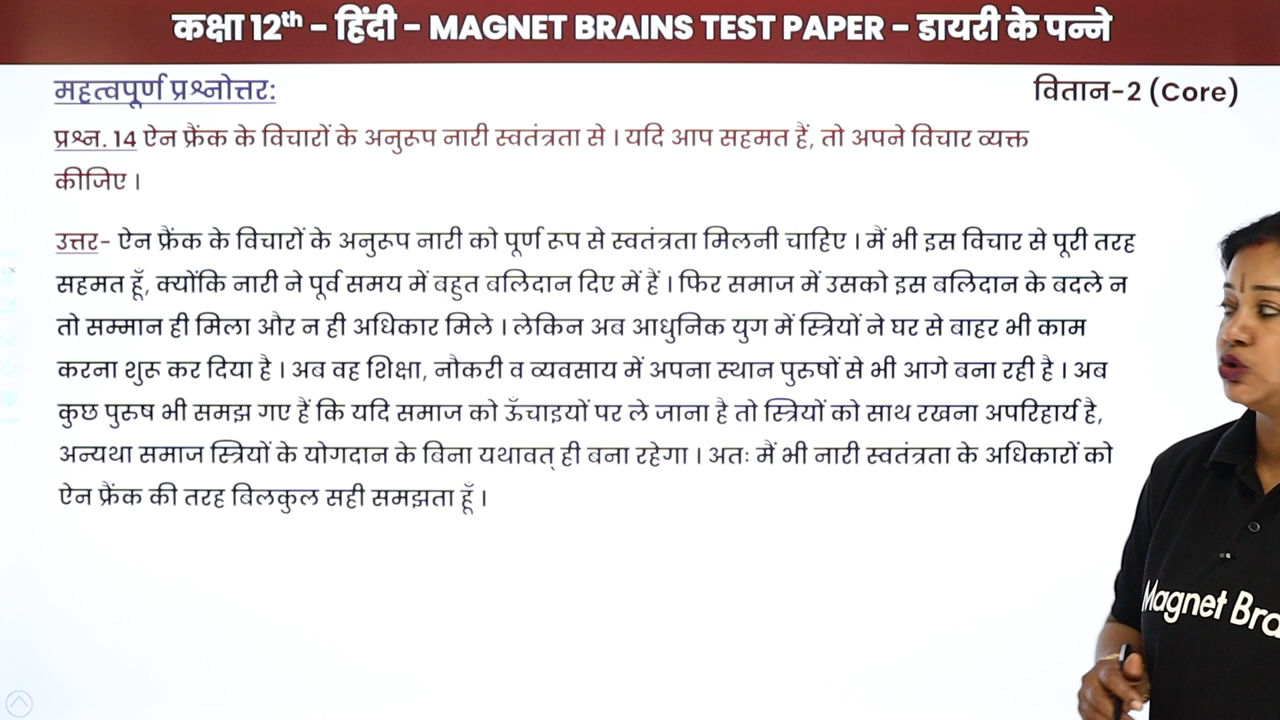 कक्षा 12th - हिंदी - MAGNET BRAINS TEST PAPER - डायरी के पन्ने
महत्वपूर्ण प्रश्नोत्तर:
वितान-2 (Core)
प्रश्न. 14 ऐन फ्रैंक के विचारों के अनुरूप नारी स्वतंत्रता से । यदि आप सहमत हैं, तो अपने विचार व्यक्त
कीजिए ।
उत्तर- ऐन फ्रैंक के विचारों के अनुरूप नारी को पूर्ण रूप से स्वतंत्रता मिलनी चाहिए । मैं भी इस विचार से पूरी तरह
सहमत हूँ, क्योंकि नारी ने पूर्व समय में बहुत बलिदान दिए में हैं । फिर समाज में उसको इस बलिदान के बदले न
तो सम्मान ही मिला और न ही अधिकार मिले । लेकिन अब आधुनिक युग में स्त्रियों ने घर से बाहर भी काम
करना शुरू कर दिया है । अब वह शिक्षा, नौकरी व व्यवसाय में अपना स्थान पुरुषों से भी आगे बना रही है । अब
कुछ पुरुष भी समझ गए हैं कि यदि समाज को ऊँचाइयों पर ले जाना है तो स्त्रियों को साथ रखना अपरिहार्य है,
अन्यथा समाज स्त्रियों के योगदान के बिना यथावत् ही बना रहेगा । अतः मैं भी नारी स्वतंत्रता के अधिकारों को
ऐन फ्रैंक की तरह बिलकुल सही समझता हूँ ।
Magnet Bra